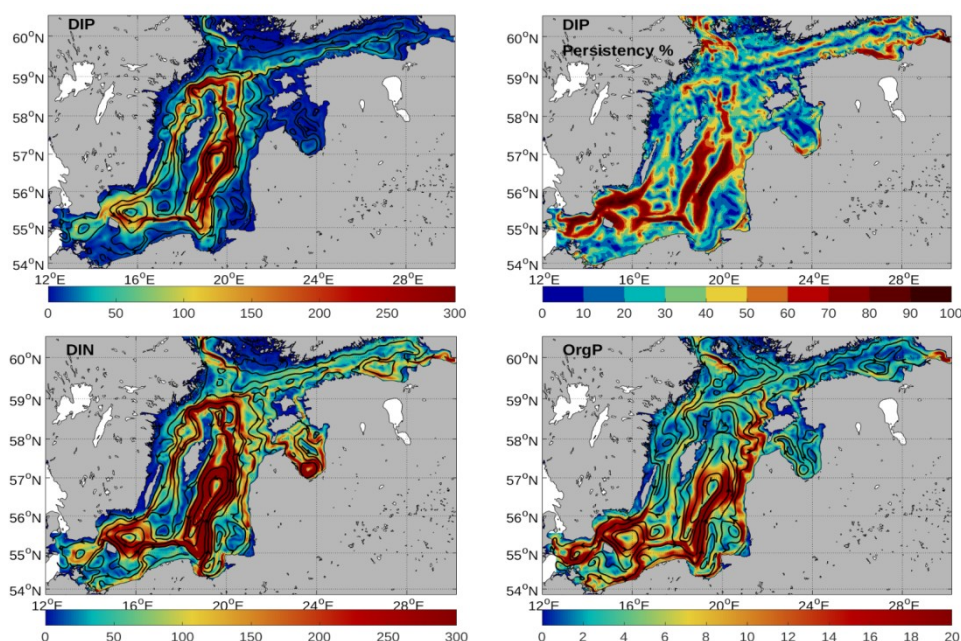 DIP
60°N
59°N
58°N
57°N
56°N
55°N
54°N
12°E 16°E 20°E 24°E 28°E
0 50 100 150 200 250 300
DIP
Persistency %
60°N
59°N
58°N
57°N
56°N
55°N
54°N
12°E 16°E 20°E 24°E 28°E
0 10 20 30 40 50 60 70 80 90 100
DIN
60°N
59°N
58°N
57°N
56°N
55°N
54°N
12°E 16°E 20°E 24°E 28°E
0 50 100 150 200 250 300
OrgP
60°N
59°N
58°N
57°N
56°N
55°N
54°N
12°E 16°E 20°E 24°E 28°E
0 2 4 6 8 10 12 14 16 18 20